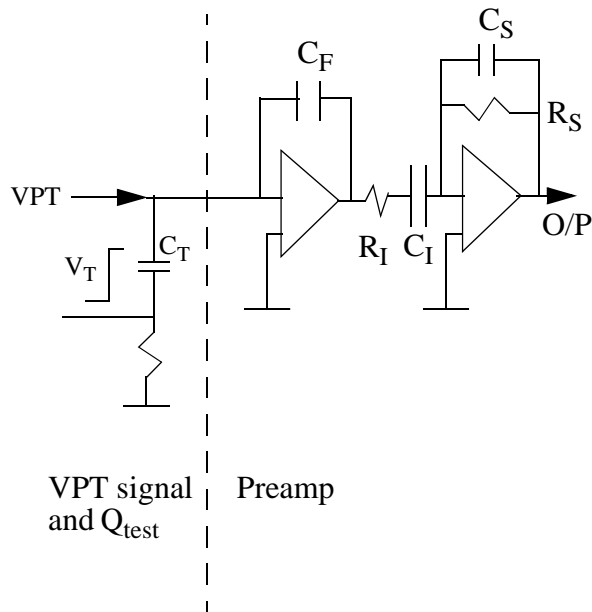 C_S
C_F
R_S
VPT
O/P
C_T
R_I
C_I
V_T
VPT signal
and Q_test
Preamp